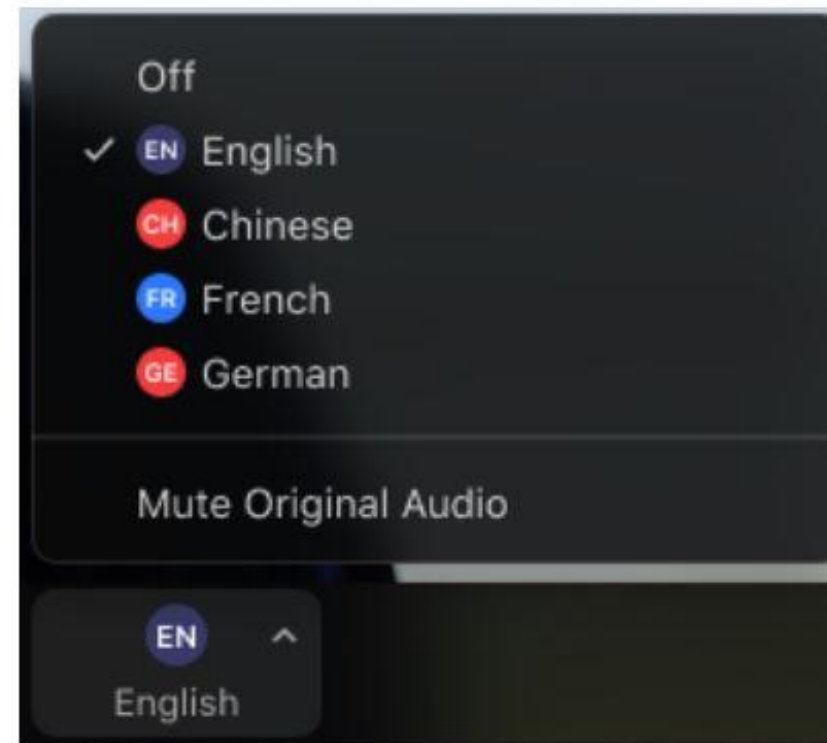 Off
EN English
CH Chinese
FR French
GE German
Mute Original Audio
EN
English